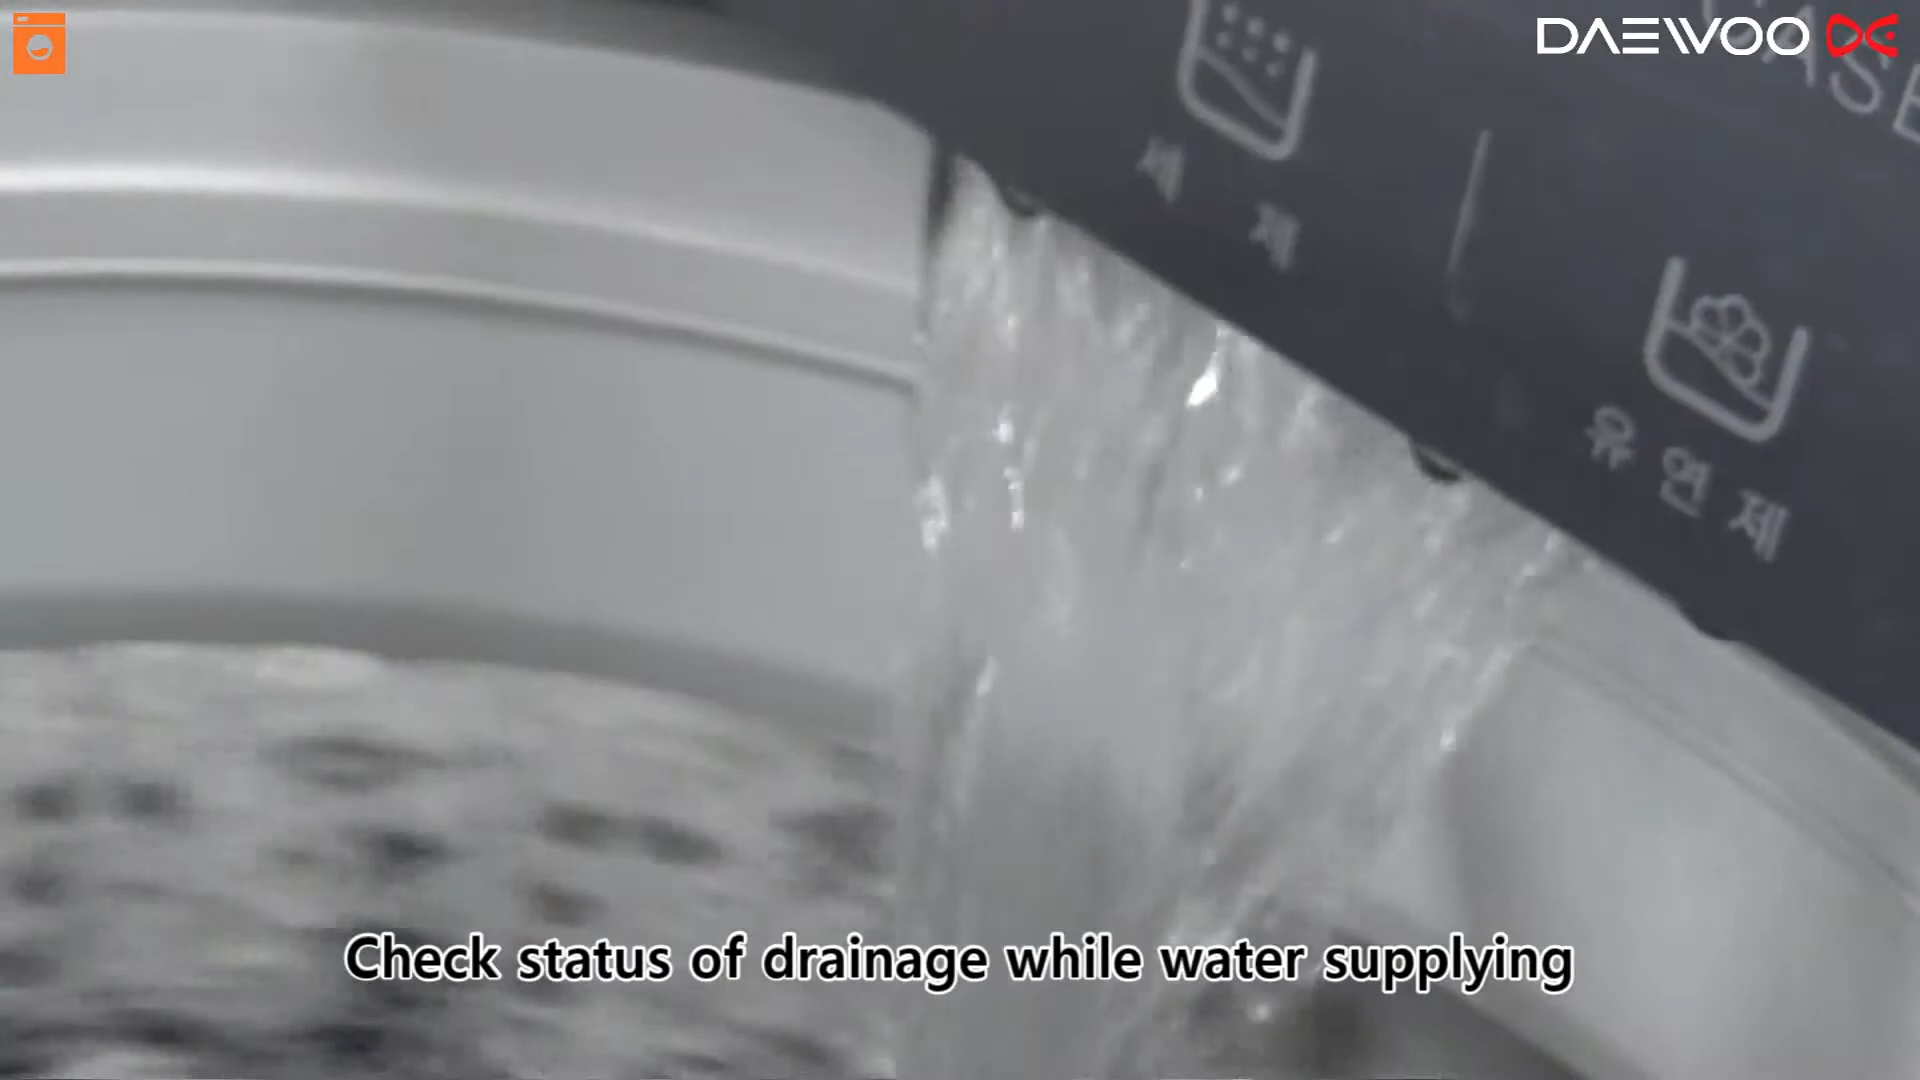 DAEWOO
세 제
유 연 제
Check status of drainage while water supplying